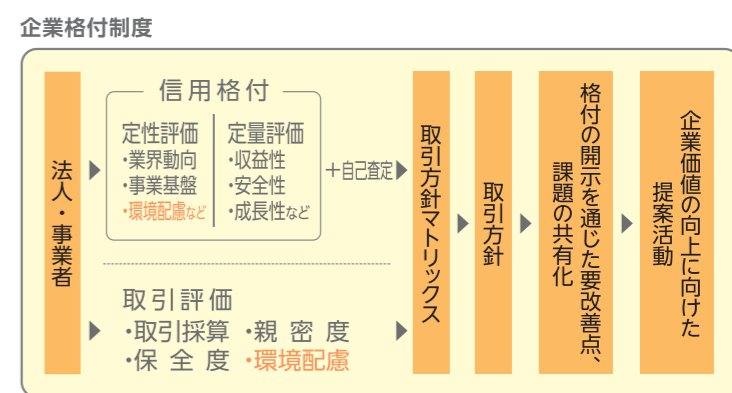 企業格付制度
法人・事業者
信用格付
定性評価
・業界動向
・事業基盤
・環境配慮など
定量評価
・収益性
・安全性
・成長性など
＋自己査定
取引評価
・取引採算 ・親密度
・保全度 ・環境配慮
取引方針マトリックス
取引方針
格付の開示を通じた要改善点、
課題の共有化
企業価値の向上に向けた
提案活動